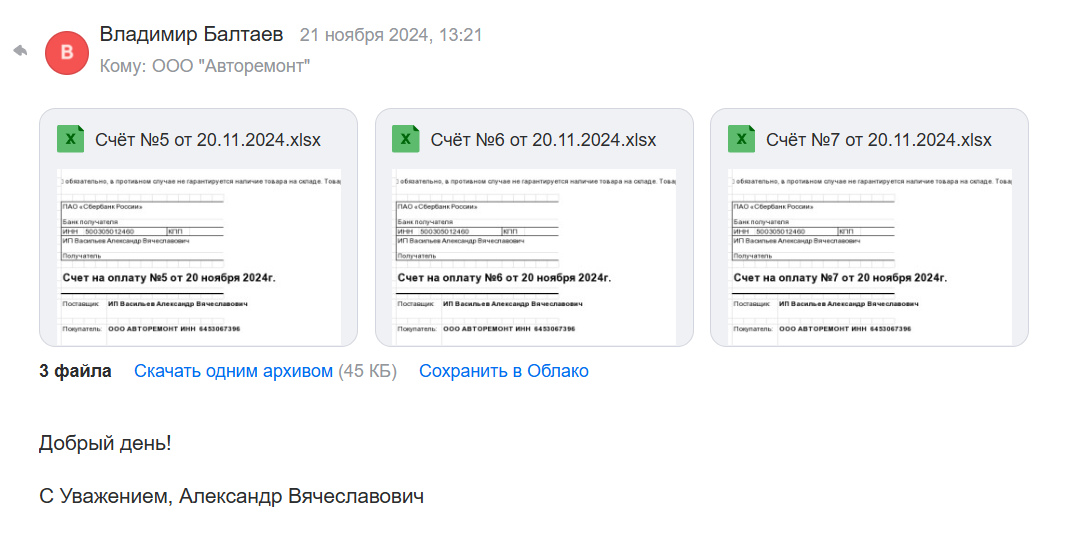 Владимир Балтаев 21 ноября 2024, 13:21
В
Кому: ООО "Авторемонт"
X Счёт №5 от 20.11.2024.xlsx
обязательно, в противном случае не гарантируется наличие товара на складе. Това
ПАО «Сбербанк России»
Банк получателя
ИНН 500305012460 КПП
ИП Васильев Александр Вячеславович
Получатель
Счет на оплату №5 от 20 ноября 2024г.
Поставщик: ИП Васильев Александр Вячеславович
Покупатель: ООО АВТОРЕМОНТ ИНН 6453067396
X Счёт №6 от 20.11.2024.xlsx
обязательно, в противном случае не гарантируется наличие товара на складе. Това
ПАО «Сбербанк России»
Банк получателя
ИНН 500305012460 КПП
ИП Васильев Александр Вячеславович
Получатель
Счет на оплату №6 от 20 ноября 2024г.
Поставщик: ИП Васильев Александр Вячеславович
Покупатель: ООО АВТОРЕМОНТ ИНН 6453067396
X Счёт №7 от 20.11.2024.xlsx
обязательно, в противном случае не гарантируется наличие товара на складе. Това
ПАО «Сбербанк России»
Банк получателя
ИНН 500305012460 КПП
ИП Васильев Александр Вячеславович
Получатель
Счет на оплату №7 от 20 ноября 2024г.
Поставщик: ИП Васильев Александр Вячеславович
Покупатель: ООО АВТОРЕМОНТ ИНН 6453067396
3 файла Скачать одним архивом (45 КБ) Сохранить в Облако
Добрый день!
С Уважением, Александр Вячеславович